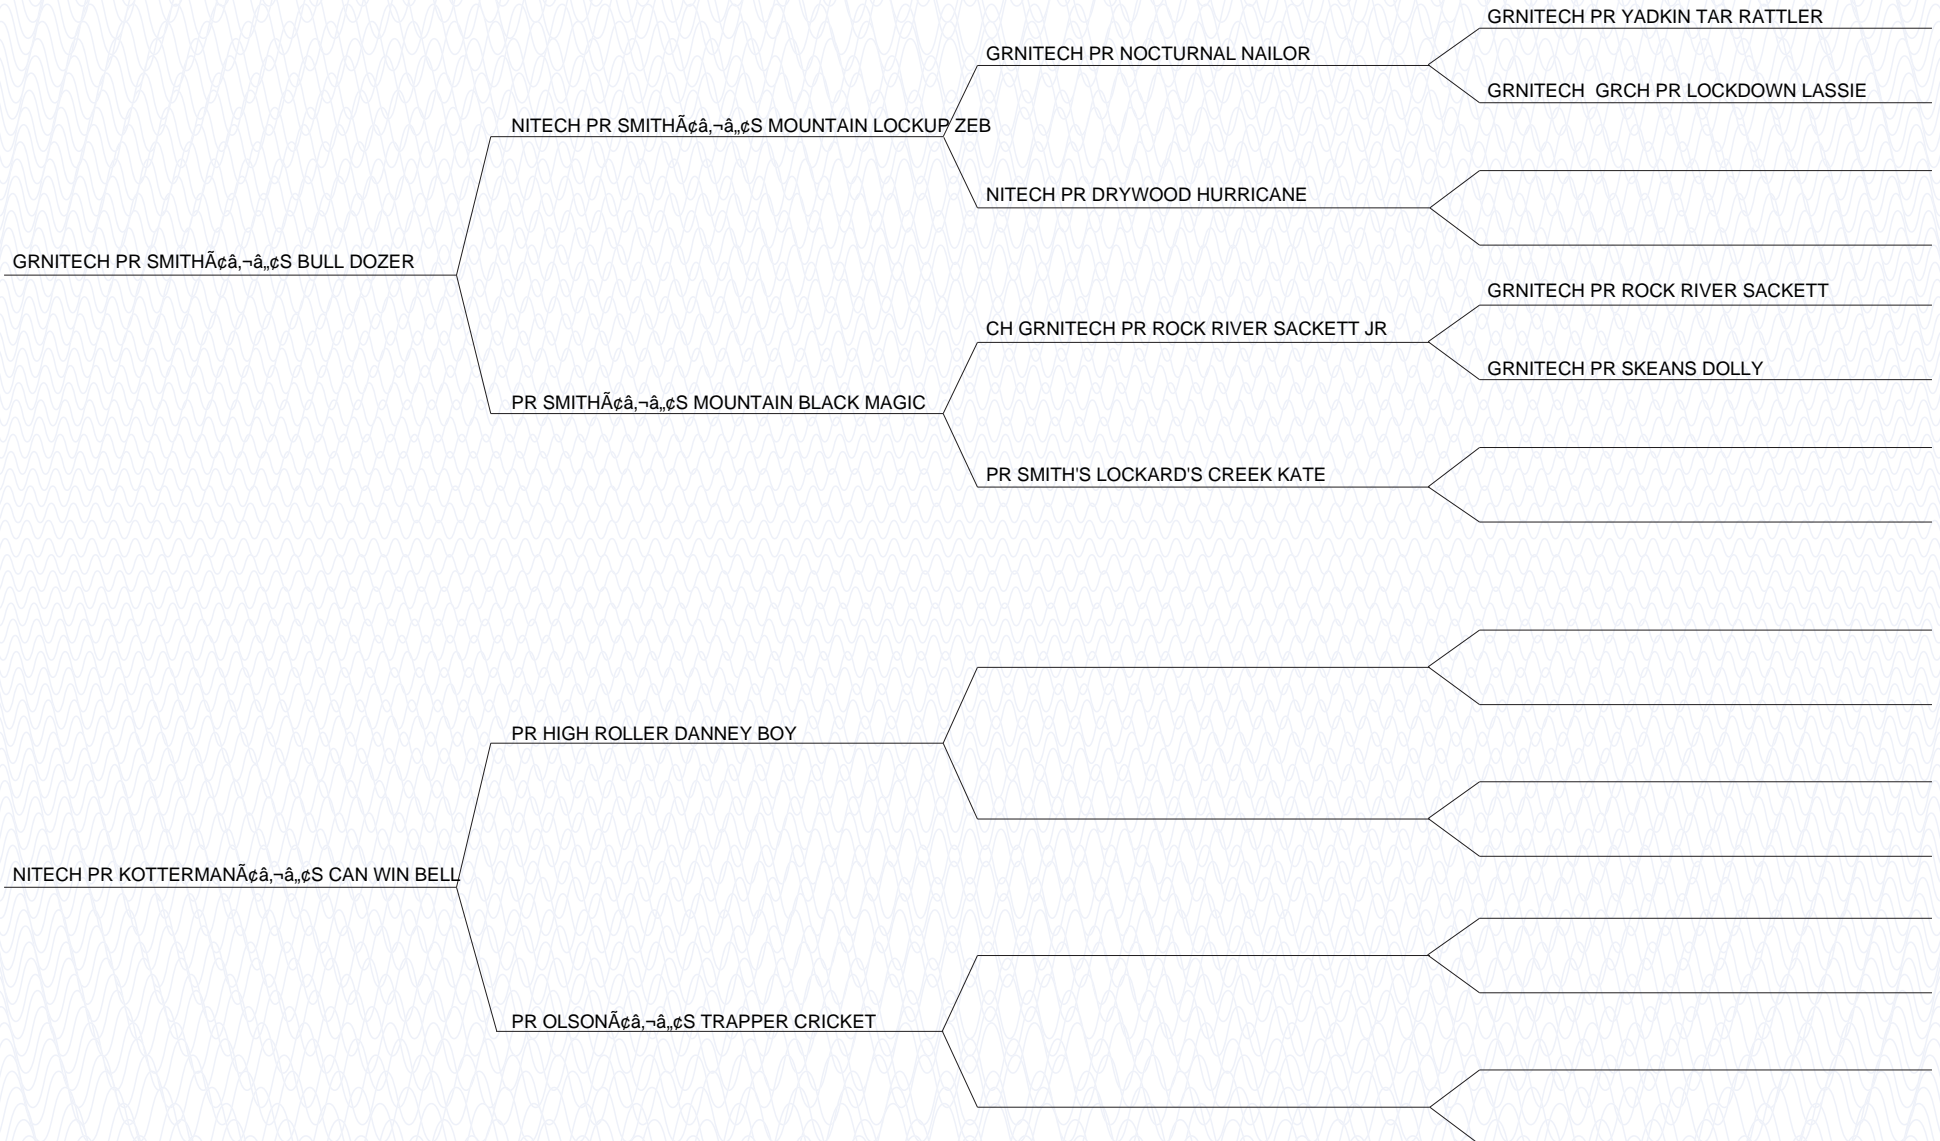 GRNITECH PR YADKIN TAR RATTLER
GRNITECH PR NOCTURNAL NAILOR
GRNITECH  GRCH PR LOCKDOWN LASSIE
NITECH PR SMITHÃ¢â‚¬â„¢S MOUNTAIN LOCKUP ZEB
NITECH PR DRYWOOD HURRICANE
GRNITECH PR SMITHÃ¢â‚¬â„¢S BULL DOZER
GRNITECH PR ROCK RIVER SACKETT
CH GRNITECH PR ROCK RIVER SACKETT JR
GRNITECH PR SKEANS DOLLY
PR SMITHÃ¢â‚¬â„¢S MOUNTAIN BLACK MAGIC
PR SMITH'S LOCKARD'S CREEK KATE
PR HIGH ROLLER DANNEY BOY
NITECH PR KOTTERMANÃ¢â‚¬â„¢S CAN WIN BELL
PR OLSONÃ¢â‚¬â„¢S TRAPPER CRICKET